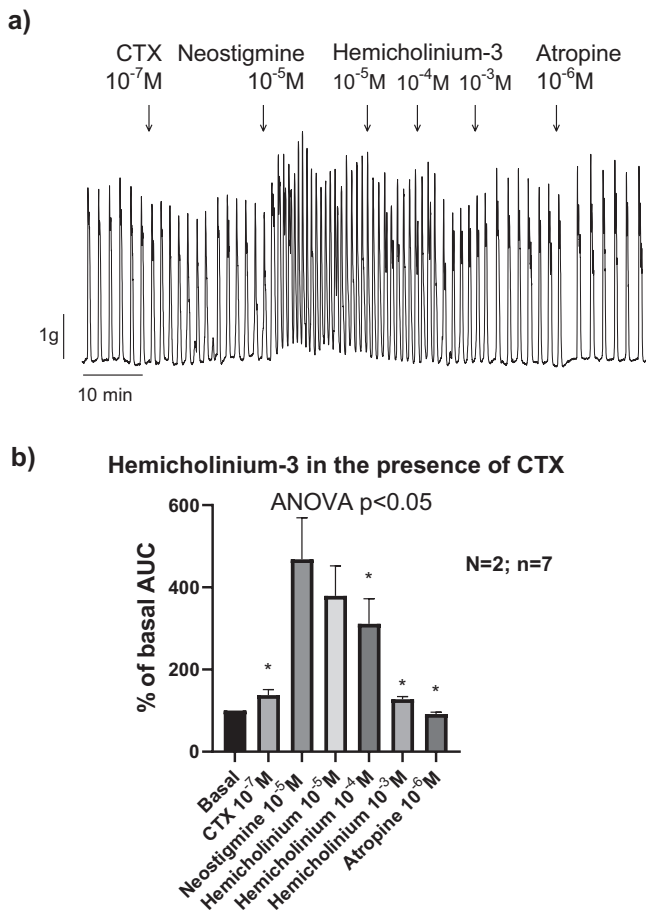 a)
CTX Neostigmine Hemicholinium-3 Atropine
10⁻⁷M 10⁻⁵M 10⁻⁵M 10⁻⁴M 10⁻³M 10⁻⁶M
1g
10 min
b)
Hemicholinium-3 in the presence of CTX
ANOVA p<0.05
N=2; n=7
% of basal AUC
600
400
200
0
*
*
*
*
Basal
CTX 10⁻⁷M
Neostigmine 10⁻⁵M
Hemicholinium 10⁻⁵M
Hemicholinium 10⁻⁴M
Hemicholinium 10⁻³M
Atropine 10⁻⁶M